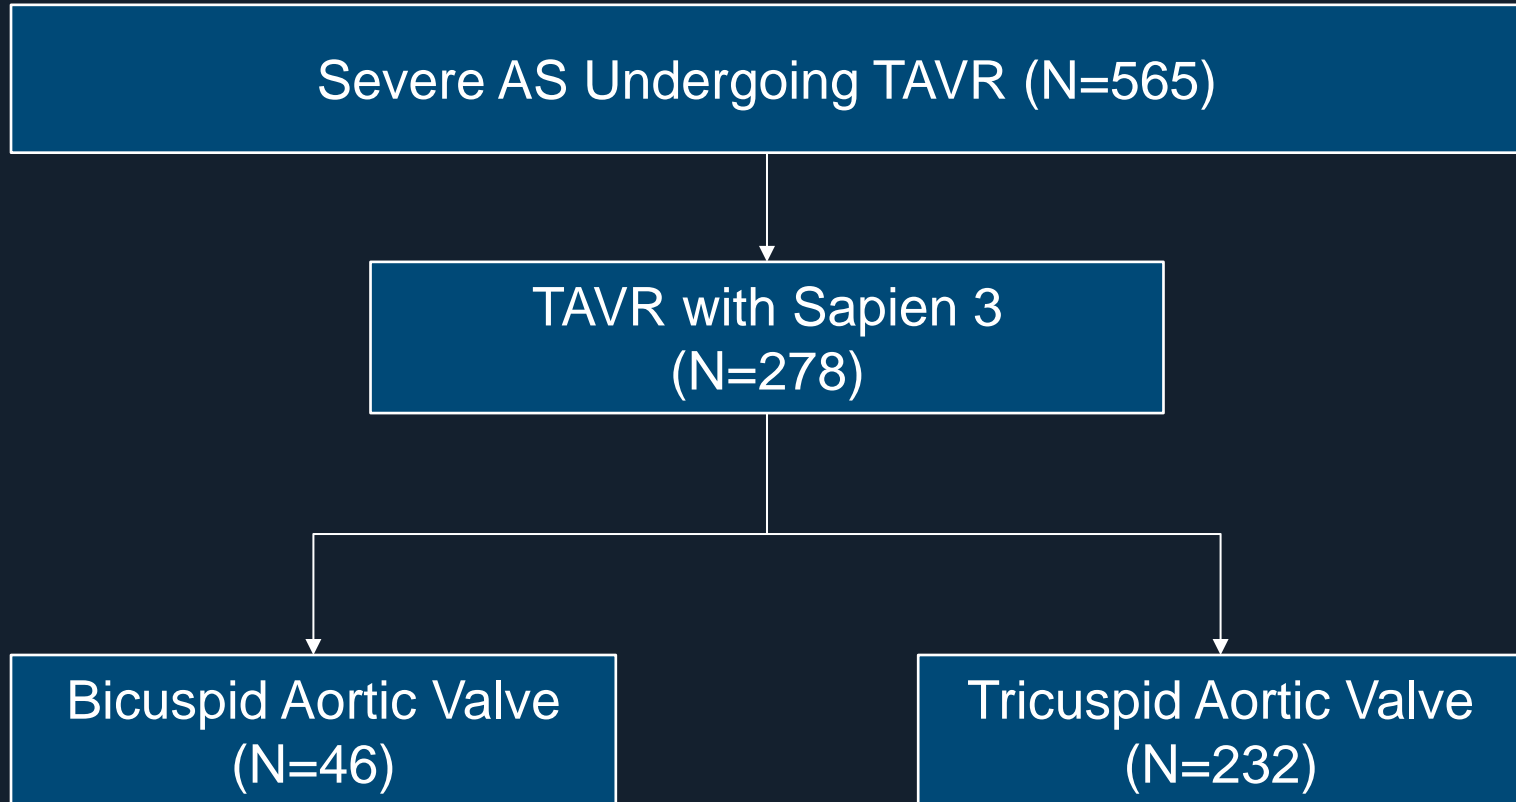 Severe AS Undergoing TAVR (N=565)
TAVR with Sapien 3
(N=278)
Bicuspid Aortic Valve
(N=46)
Tricuspid Aortic Valve
(N=232)